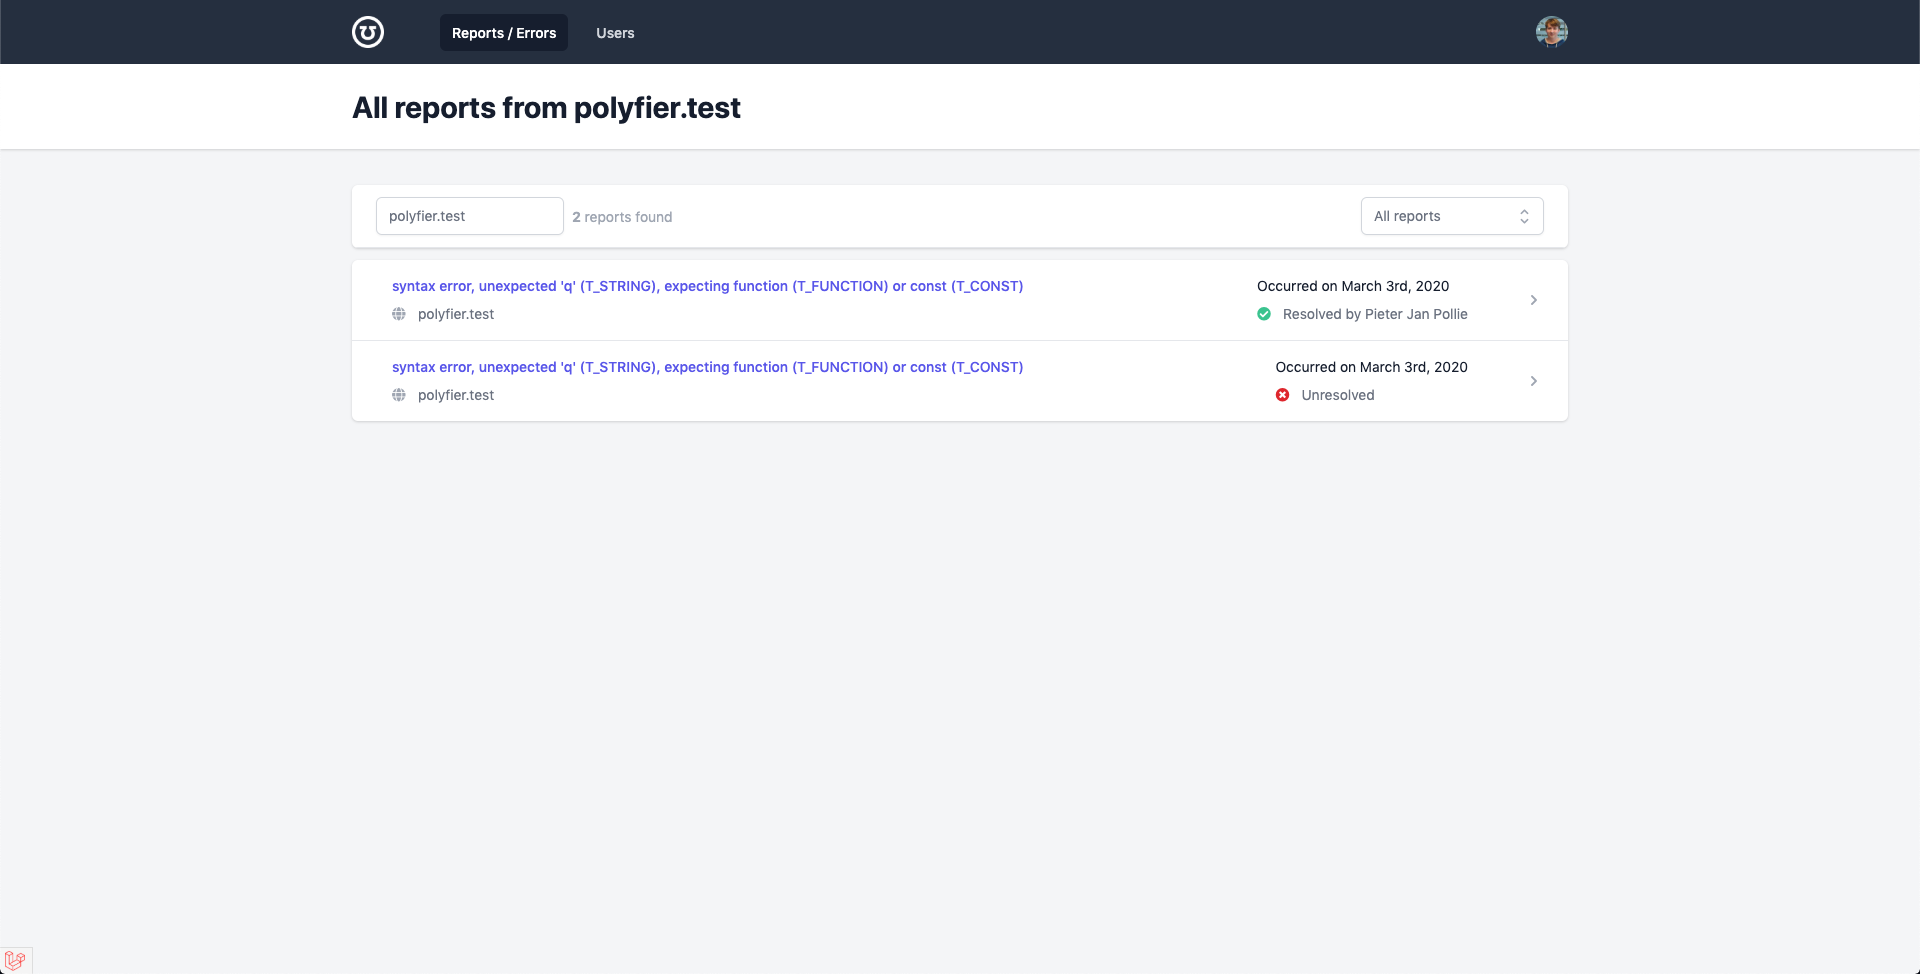 Reports / Errors
Users
All reports from polyfier.test
polyfier.test
2 reports found
All reports
syntax error, unexpected 'q' (T_STRING), expecting function (T_FUNCTION) or const (T_CONST)
Occurred on March 3rd, 2020
polyfier.test
Resolved by Pieter Jan Pollie
syntax error, unexpected 'q' (T_STRING), expecting function (T_FUNCTION) or const (T_CONST)
Occurred on March 3rd, 2020
polyfier.test
Unresolved